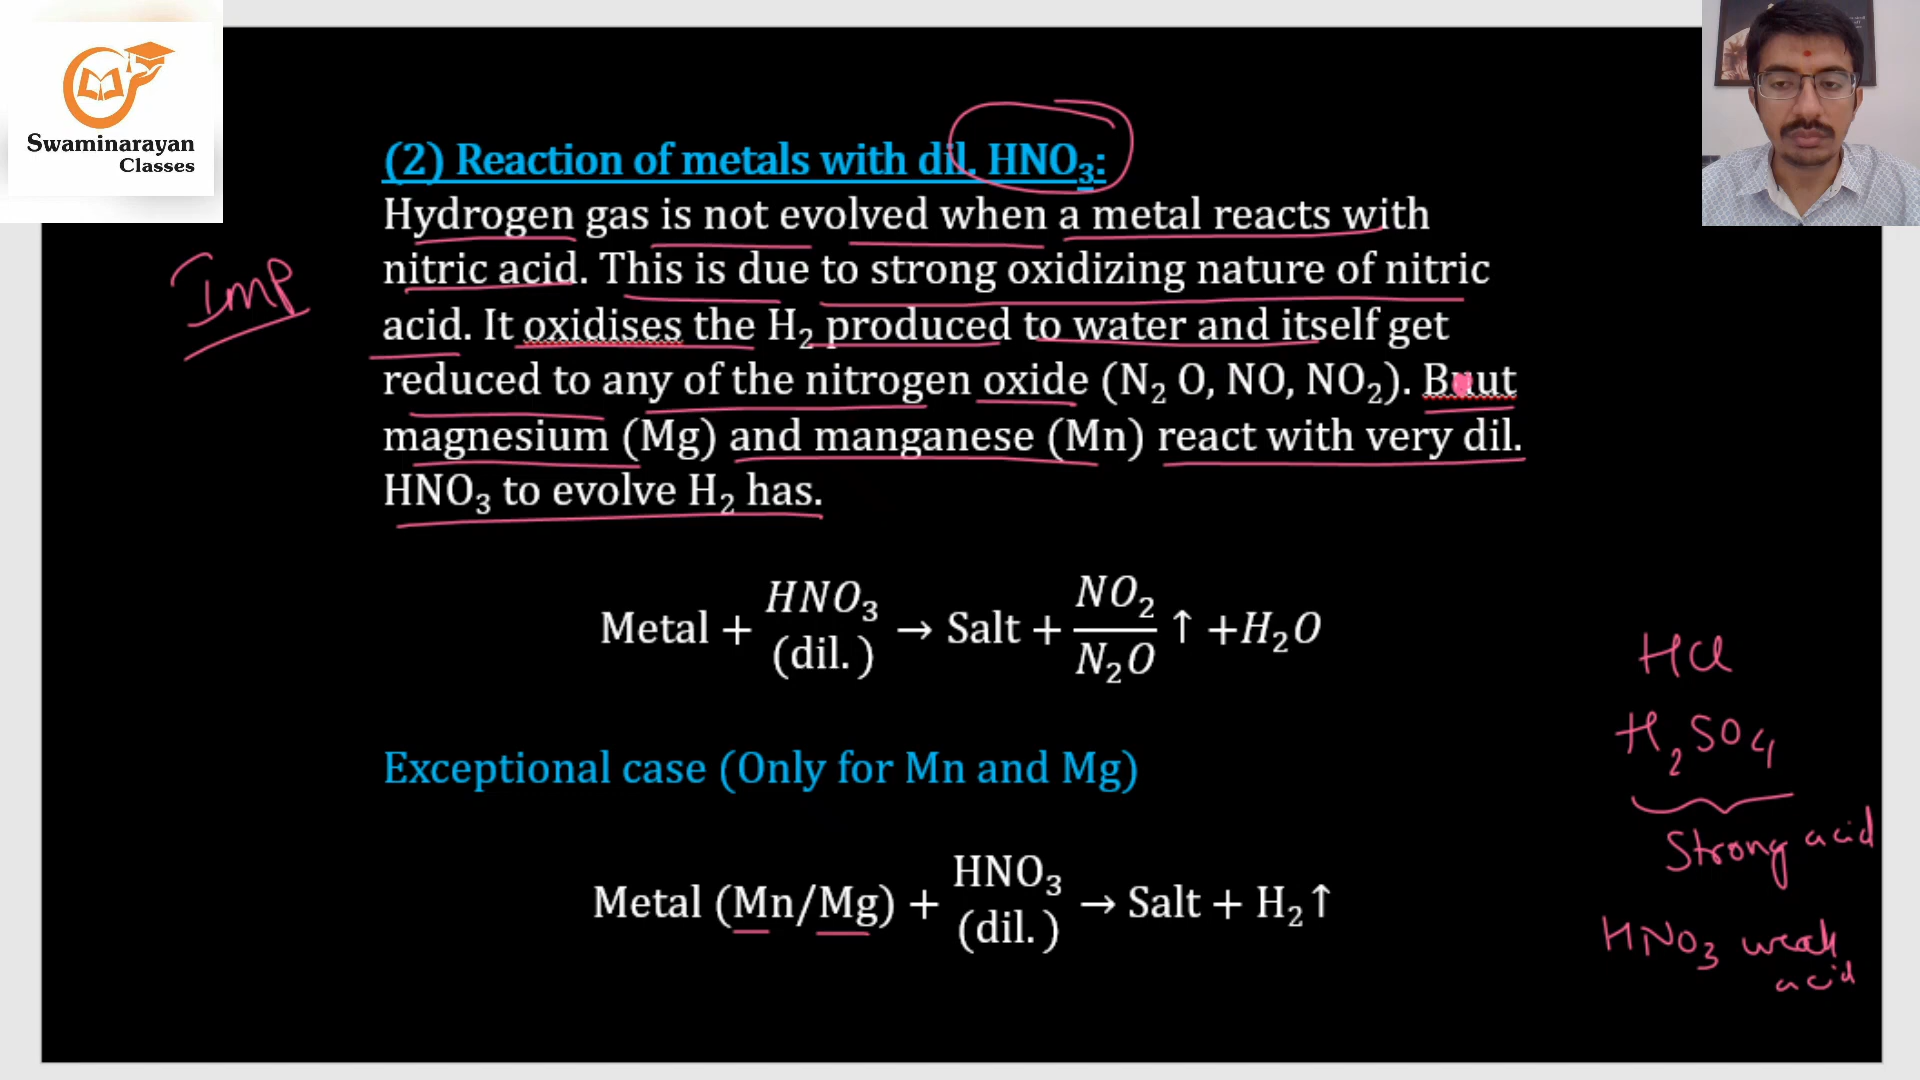 Swaminarayan
Classes
(2) Reaction of metals with dil. HNO₃:
Hydrogen gas is not evolved when a metal reacts with
nitric acid. This is due to strong oxidizing nature of nitric
acid. It oxidises the H₂ produced to water and itself get
reduced to any of the nitrogen oxide (N₂ O, NO, NO₂). Buut
magnesium (Mg) and manganese (Mn) react with very dil.
HNO₃ to evolve H₂ has.
Imp
Metal + HNO₃ (dil.) → Salt + NO₂/N₂O ↑ +H₂O
HCl
H₂SO₄
Strong acid
Exceptional case (Only for Mn and Mg)
Metal (Mn/Mg) + HNO₃ (dil.) → Salt + H₂↑
HNO₃ weak
acid